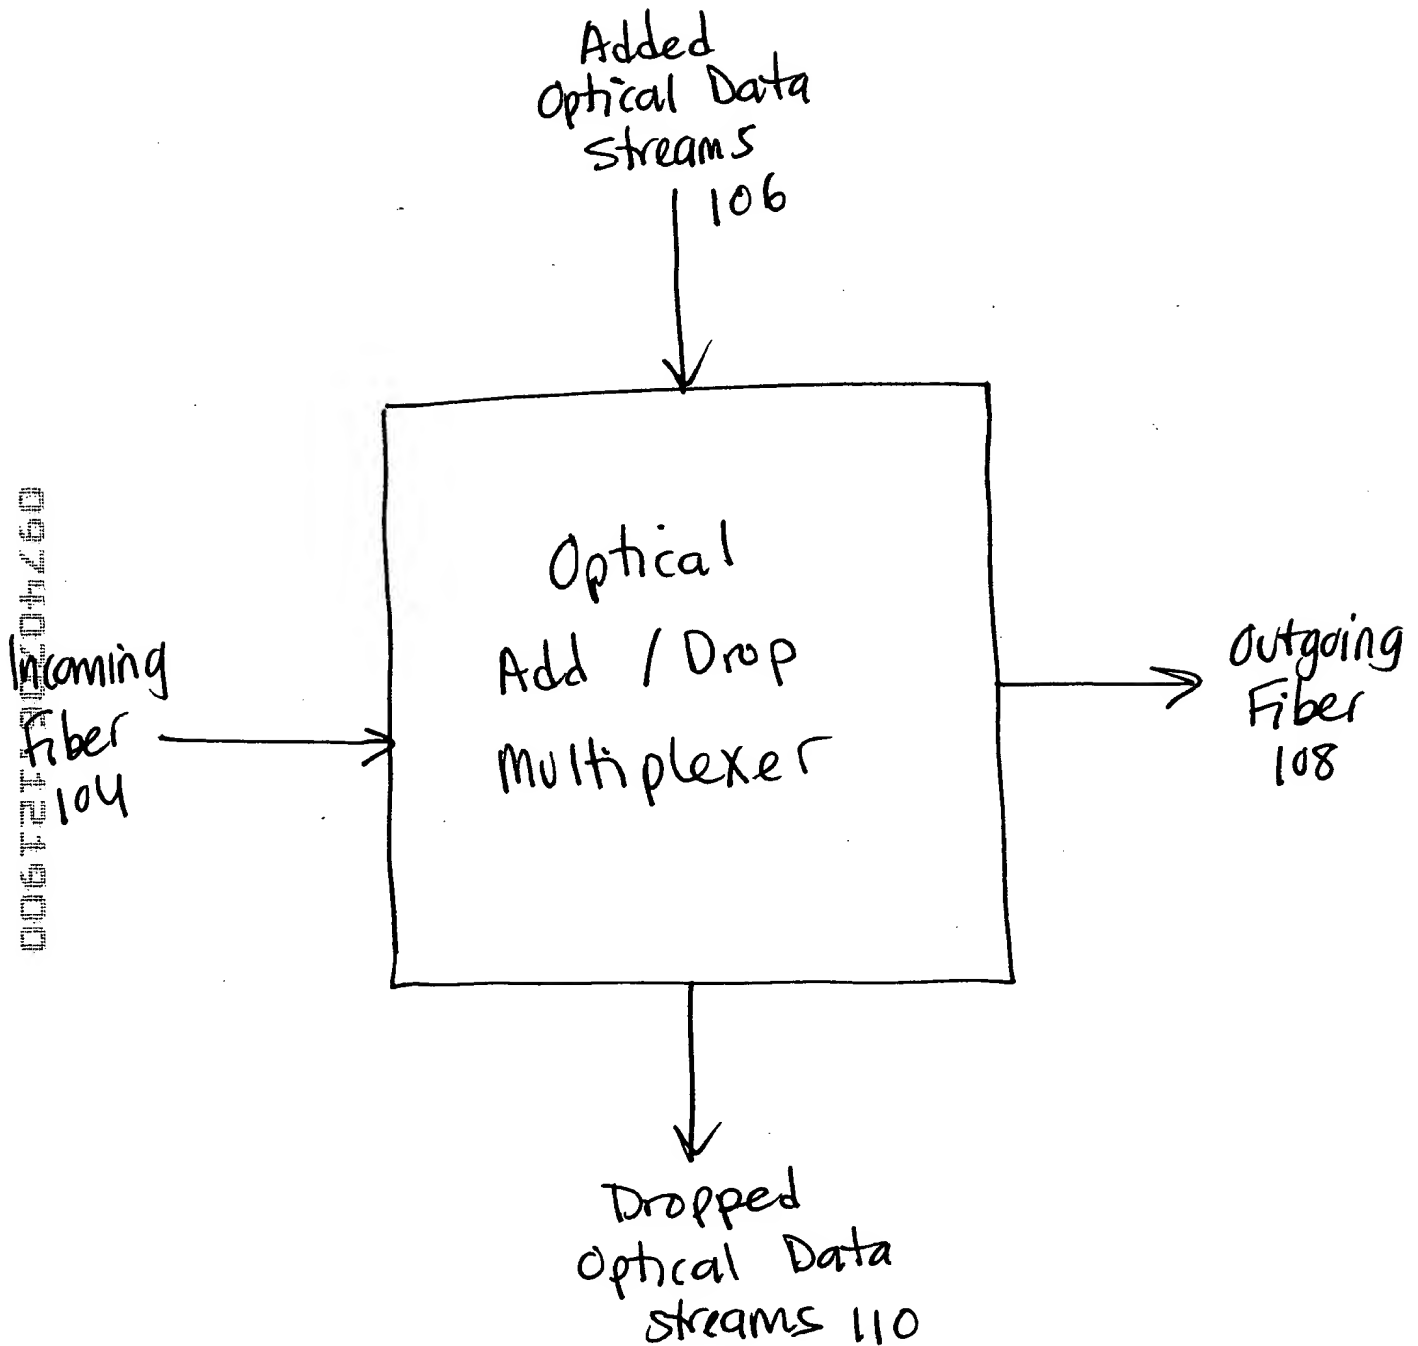 Added
Optical Data
Streams
106
Optical
Add / Drop
Multiplexer
Incoming
Fiber
104
Outgoing
Fiber
108
Dropped
Optical Data
Streams 110